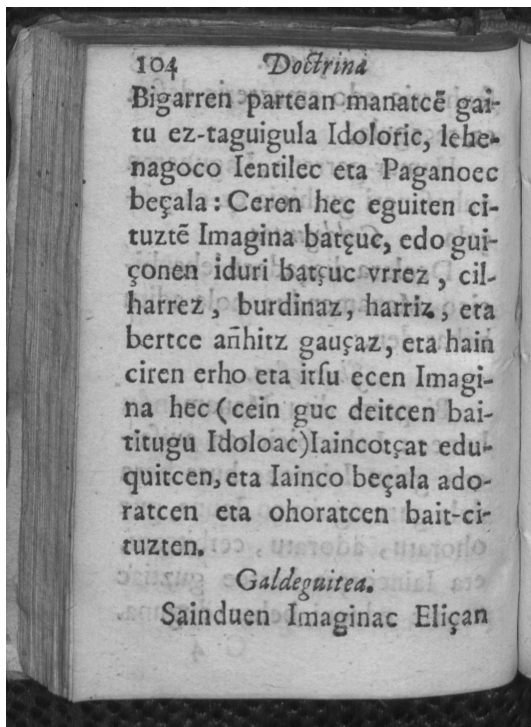 104 Doctrina
Bigarren partean manatcẽ gai-
tu ez-taguigula Idoloric, lehe-
nagoco Ientilec eta Paganoec
beçala : Ceren hec eguiten ci-
tuztẽ Imagina batçuc, edo gui-
çonen iduri batçuc vrrez, cil-
harrez, burdinaz, harriz, eta
bertce añhitz gauçaz, eta hain
ciren erho eta itſu ecen Imagi-
na hec (cein guc deitcen bai-
titugu Idoloac) Iaincotçat edu-
quitcen, eta Iainco beçala ado-
ratcen eta ohoratcen bait-ci-
tuzten.
Galdeguitea.
Sainduen Imaginac Eliçan